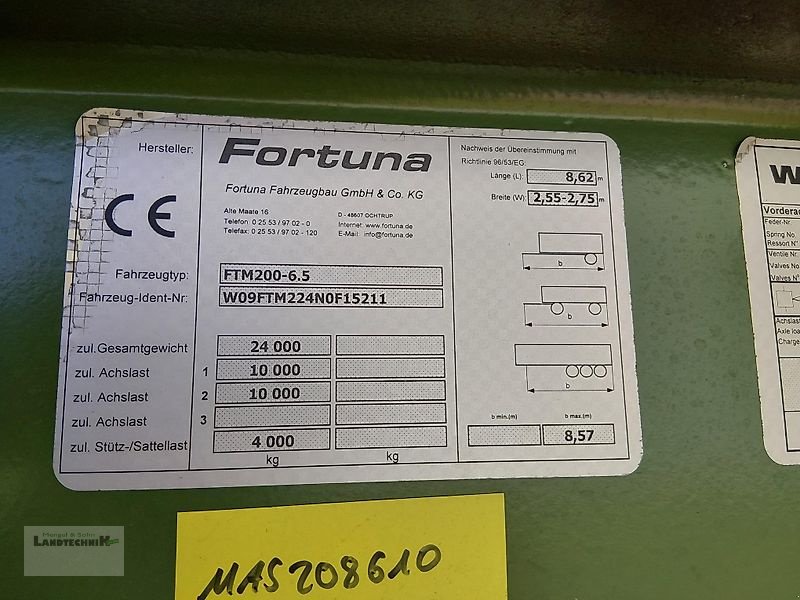 Hersteller:
Fortuna
Fortuna Fahrzeugbau GmbH & Co. KG
Alte Maate 16
Telefon: 0 25 53 / 97 02 - 0
Telefax: 0 25 53 / 97 02 - 120
D - 48607 OCHTRUP
Internet: www.fortuna.de
E-Mail: info@fortuna.de
CE
Fahrzeugtyp: FTM200-6.5
Fahrzeug-Ident-Nr: W09FTM224N0F15211
zul.Gesamtgewicht 24 000
zul. Achslast 1 10 000
zul. Achslast 2 10 000
zul. Achslast 3
zul. Stütz-/Sattellast 4 000
kg kg
Nachweis der Übereinstimmung mit
Richtlinie 96/53/EG:
Länge (L): 8,62 m
Breite (W): 2,55-2,75 m
b
b
b
b min.(m) b max.(m)
8,57
W
Feder-Nr
Spring No
Ressort N
Ventile Nr
Valves No
Valves N°
Achslast
Axle loa
Charge
MAS208610
Mengel & Sohn
LANDTECHNIK